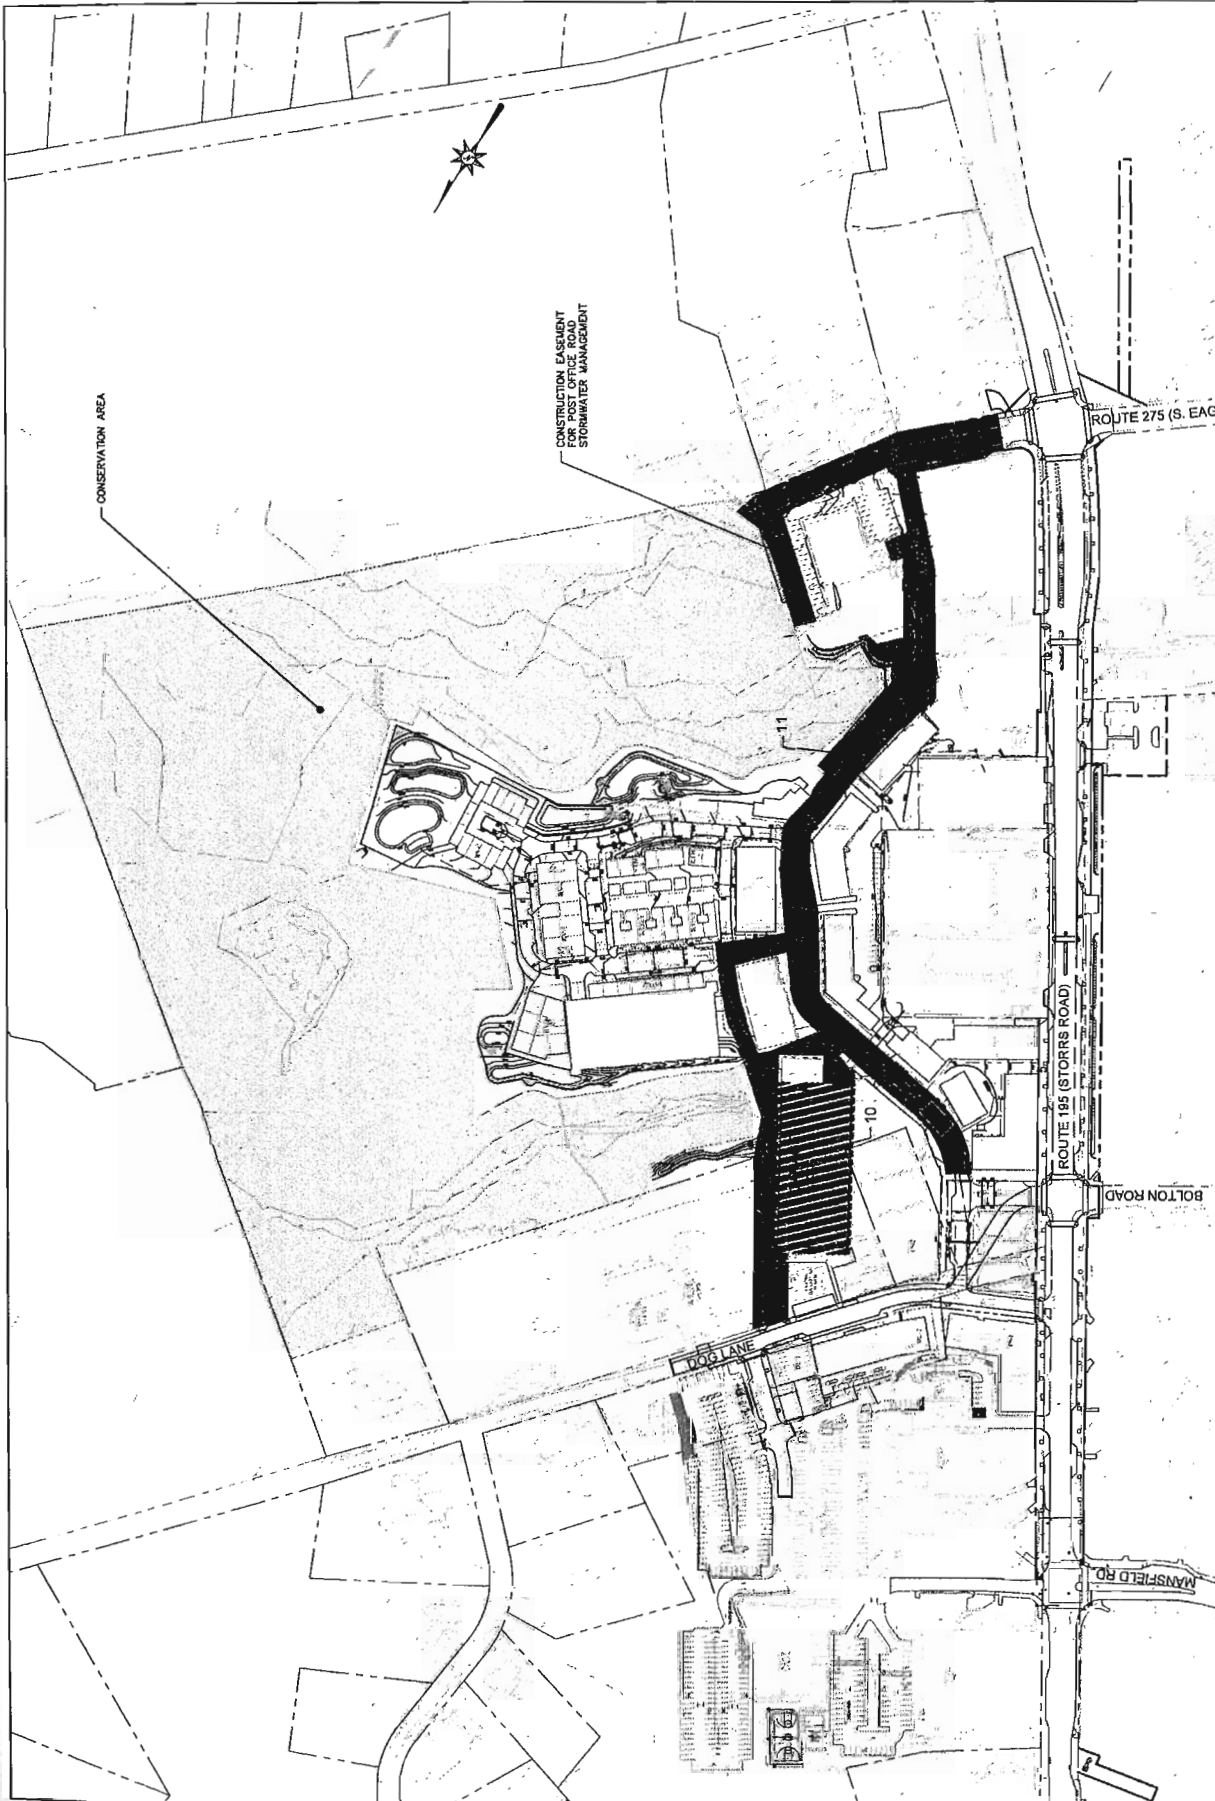 CONSERVATION AREA
CONSTRUCTION EASEMENT
FOR POST OFFICE ROAD
STORMWATER MANAGEMENT
ROUTE 275 (S. EAG
11
10
ROUTE 195 (STORRS ROAD)
BOLTON ROAD
DOG LANE
MANSFIELD RD